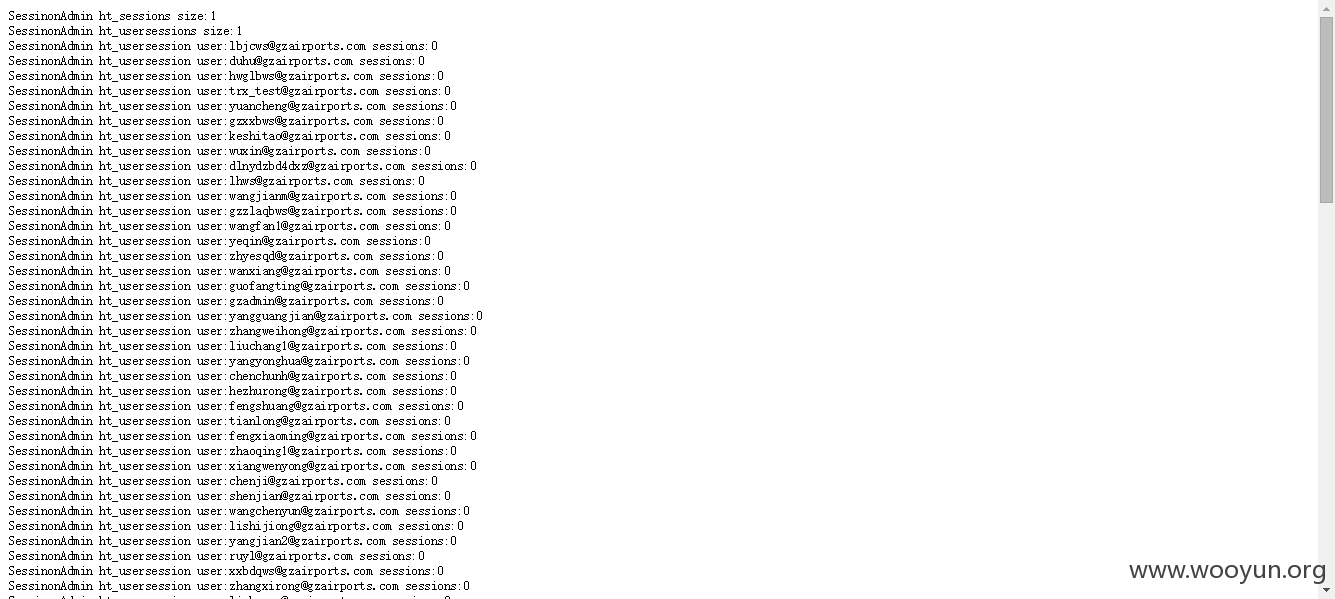 SessinonAdmin ht_sessions size:1
SessinonAdmin ht_usersessions size:1
SessinonAdmin ht_usersession user:lbjcws@gzairports.com sessions:0
SessinonAdmin ht_usersession user:duhu@gzairports.com sessions:0
SessinonAdmin ht_usersession user:hwglbws@gzairports.com sessions:0
SessinonAdmin ht_usersession user:trx_test@gzairports.com sessions:0
SessinonAdmin ht_usersession user:yuancheng@gzairports.com sessions:0
SessinonAdmin ht_usersession user:gzxxbws@gzairports.com sessions:0
SessinonAdmin ht_usersession user:keshitao@gzairports.com sessions:0
SessinonAdmin ht_usersession user:wuxin@gzairports.com sessions:0
SessinonAdmin ht_usersession user:dlnydzbd4dxz@gzairports.com sessions:0
SessinonAdmin ht_usersession user:lhws@gzairports.com sessions:0
SessinonAdmin ht_usersession user:wangjianm@gzairports.com sessions:0
SessinonAdmin ht_usersession user:gzzlaqbws@gzairports.com sessions:0
SessinonAdmin ht_usersession user:wangfan1@gzairports.com sessions:0
SessinonAdmin ht_usersession user:yeqin@gzairports.com sessions:0
SessinonAdmin ht_usersession user:zhyesqd@gzairports.com sessions:0
SessinonAdmin ht_usersession user:wanxiang@gzairports.com sessions:0
SessinonAdmin ht_usersession user:guofangting@gzairports.com sessions:0
SessinonAdmin ht_usersession user:gzadmin@gzairports.com sessions:0
SessinonAdmin ht_usersession user:yangguangjian@gzairports.com sessions:0
SessinonAdmin ht_usersession user:zhangweihong@gzairports.com sessions:0
SessinonAdmin ht_usersession user:liuchang1@gzairports.com sessions:0
SessinonAdmin ht_usersession user:yangyonghua@gzairports.com sessions:0
SessinonAdmin ht_usersession user:chenchunh@gzairports.com sessions:0
SessinonAdmin ht_usersession user:hezhurong@gzairports.com sessions:0
SessinonAdmin ht_usersession user:fengshuang@gzairports.com sessions:0
SessinonAdmin ht_usersession user:tianlong@gzairports.com sessions:0
SessinonAdmin ht_usersession user:fengxiaoming@gzairports.com sessions:0
SessinonAdmin ht_usersession user:zhaoqing1@gzairports.com sessions:0
SessinonAdmin ht_usersession user:xiangwenyong@gzairports.com sessions:0
SessinonAdmin ht_usersession user:chenji@gzairports.com sessions:0
SessinonAdmin ht_usersession user:shenjian@gzairports.com sessions:0
SessinonAdmin ht_usersession user:wangchenyun@gzairports.com sessions:0
SessinonAdmin ht_usersession user:lishijiong@gzairports.com sessions:0
SessinonAdmin ht_usersession user:yangjian2@gzairports.com sessions:0
SessinonAdmin ht_usersession user:ruyl@gzairports.com sessions:0
SessinonAdmin ht_usersession user:xxbdqws@gzairports.com sessions:0
SessinonAdmin ht_usersession user:zhangxirong@gzairports.com sessions:0
www.wooyun.org